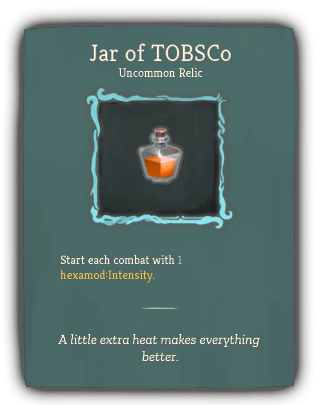 Jar of TOBSCo
Uncommon Relic
Start each combat with 1
hexamod:Intensity.
A little extra heat makes everything
better.